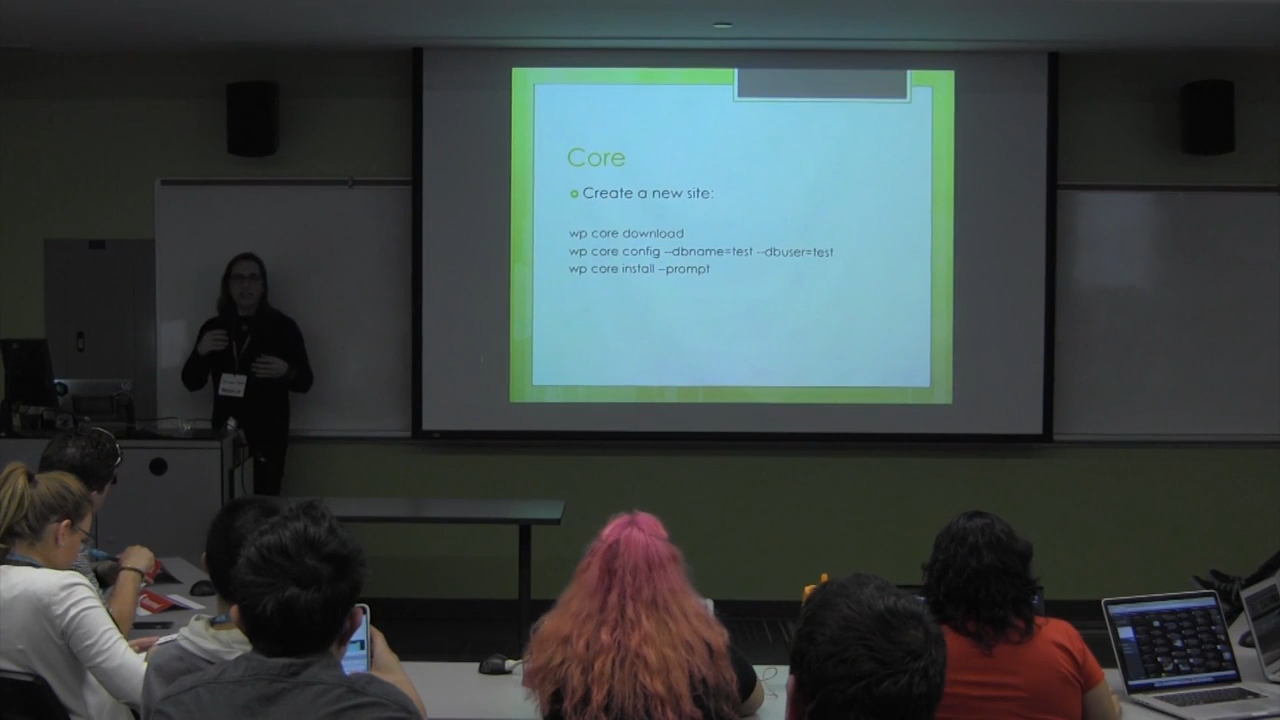 Core
Create a new site:
wp core download
wp core config --dbname=test --dbuser=test
wp core install --prompt